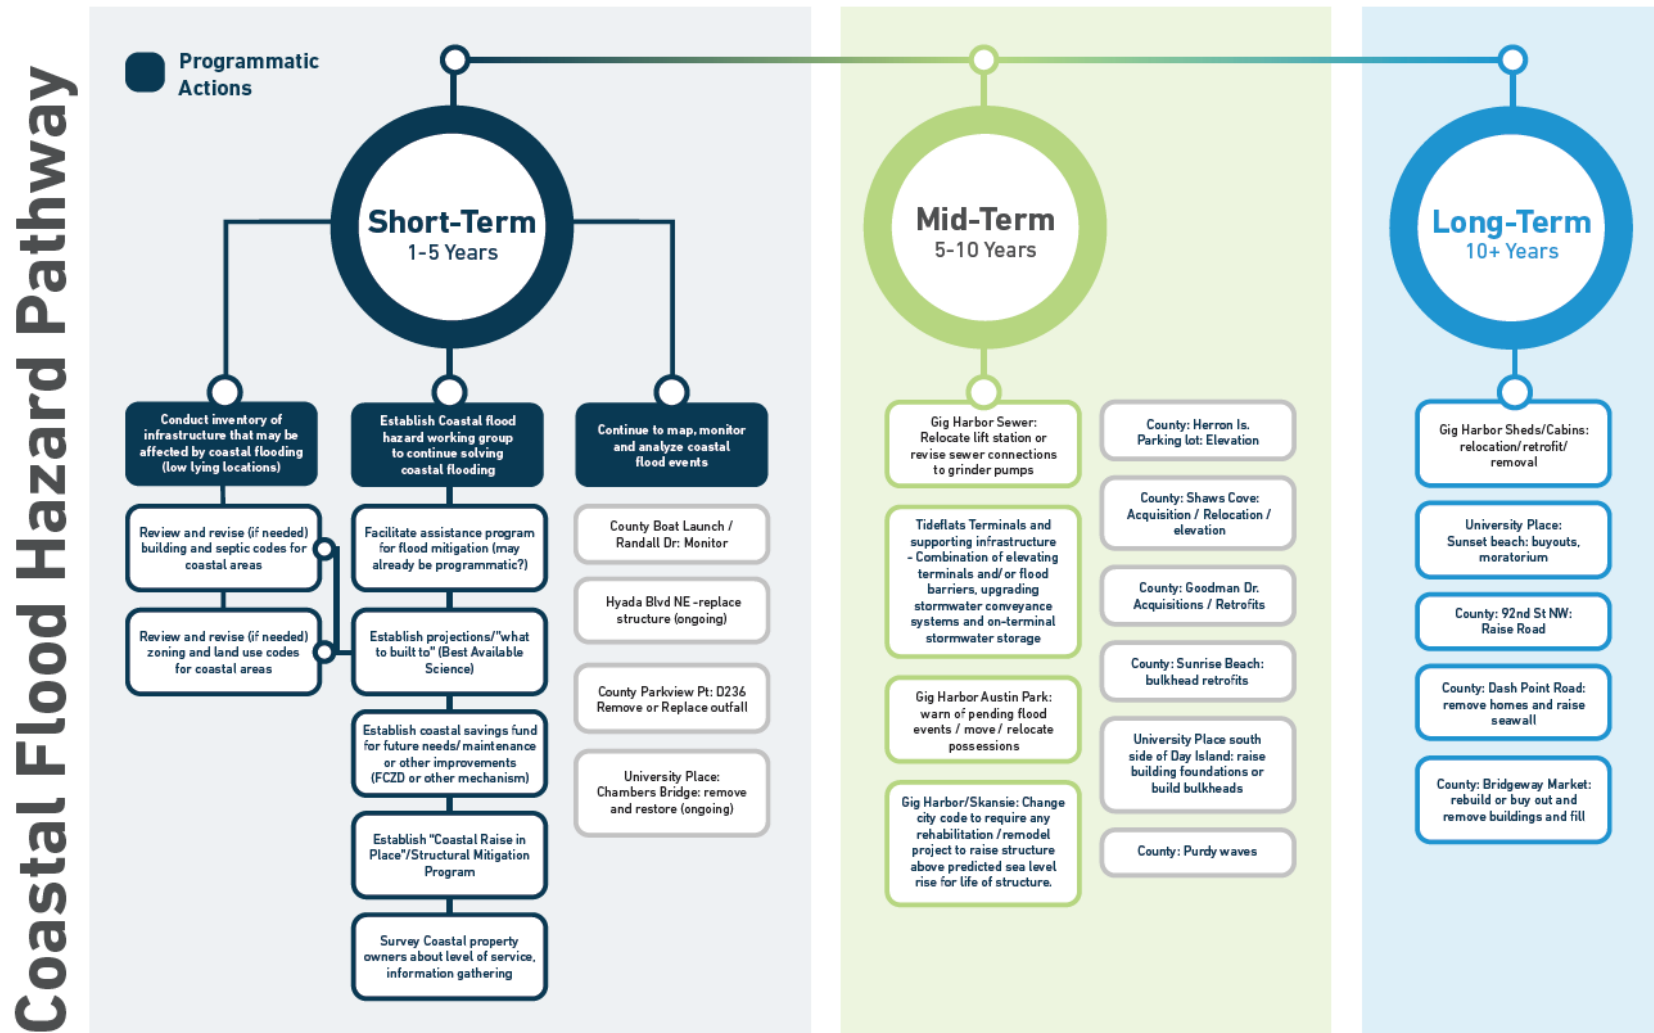 Coastal Flood Hazard Pathway
Programmatic
Actions
Short-Term
1-5 Years
Conduct inventory of
infrastructure that may be
affected by coastal flooding
(low lying locations)
Review and revise (if needed)
building and septic codes for
coastal areas
Review and revise (if needed)
zoning and land use codes
for coastal areas
Establish Coastal flood
hazard working group
to continue solving
coastal flooding
Facilitate assistance program
for flood mitigation (may
already be programmatic?)
Establish projections/"what
to built to" (Best Available
Science)
Establish coastal savings fund
for future needs/ maintenance
or other improvements
(FCZD or other mechanism)
Establish "Coastal Raise in
Place"/Structural Mitigation
Program
Survey Coastal property
owners about level of service,
information gathering
Continue to map, monitor
and analyze coastal
flood events
County Boat Launch /
Randall Dr: Monitor
Hyada Blvd NE -replace
structure (ongoing)
County Parkview Pt: D236
Remove or Replace outfall
University Place:
Chambers Bridge: remove
and restore (ongoing)
Mid-Term
5-10 Years
Gig Harbor Sewer:
Relocate lift station or
revise sewer connections
to grinder pumps
Tideflats Terminals and
supporting infrastructure
- Combination of elevating
terminals and/or flood
barriers, upgrading
stormwater conveyance
systems and on-terminal
stormwater storage
Gig Harbor Austin Park:
warn of pending flood
events / move / relocate
possessions
Gig Harbor/Skansie: Change
city code to require any
rehabilitation /remodel
project to raise structure
above predicted sea level
rise for life of structure.
County: Herron Is.
Parking lot: Elevation
County: Shaws Cove:
Acquisition / Relocation /
elevation
County: Goodman Dr.
Acquisitions / Retrofits
County: Sunrise Beach:
bulkhead retrofits
University Place south
side of Day Island: raise
building foundations or
build bulkheads
County: Purdy waves
Long-Term
10+ Years
Gig Harbor Sheds/Cabins:
relocation/retrofit/
removal
University Place:
Sunset beach: buyouts,
moratorium
County: 92nd St NW:
Raise Road
County: Dash Point Road:
remove homes and raise
seawall
County: Bridgeway Market:
rebuild or buy out and
remove buildings and fill